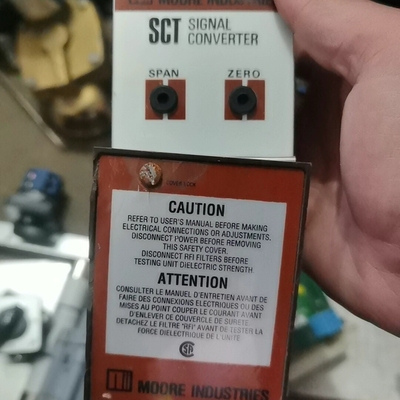 MOORE INDUSTRIES
SCT SIGNAL
CONVERTER
SPAN ZERO
CAUTION
REFER TO USER'S MANUAL BEFORE MAKING
ELECTRICAL CONNECTIONS OR ADJUSTMENTS.
DISCONNECT POWER BEFORE REMOVING
THIS SAFETY COVER.
DISCONNECT RFI FILTERS BEFORE
TESTING UNIT DIELECTRIC STRENGTH
ATTENTION
CONSULTER LE MANUEL D'ENTRETIEN AVANT DE
FAIRE DES CONNEXIONS ELECTRIQUES OU DES
MISES AU POINT COUPER LE COURANT AVANT
D'ENLEVER CE COUVERCLE DE SURETE.
DETACHEZ LE FILTRE "RFI" AVANT DE TESTER LA
FORCE DIELECTRIQUE DE L'UNITE
MOORE INDUSTRIES